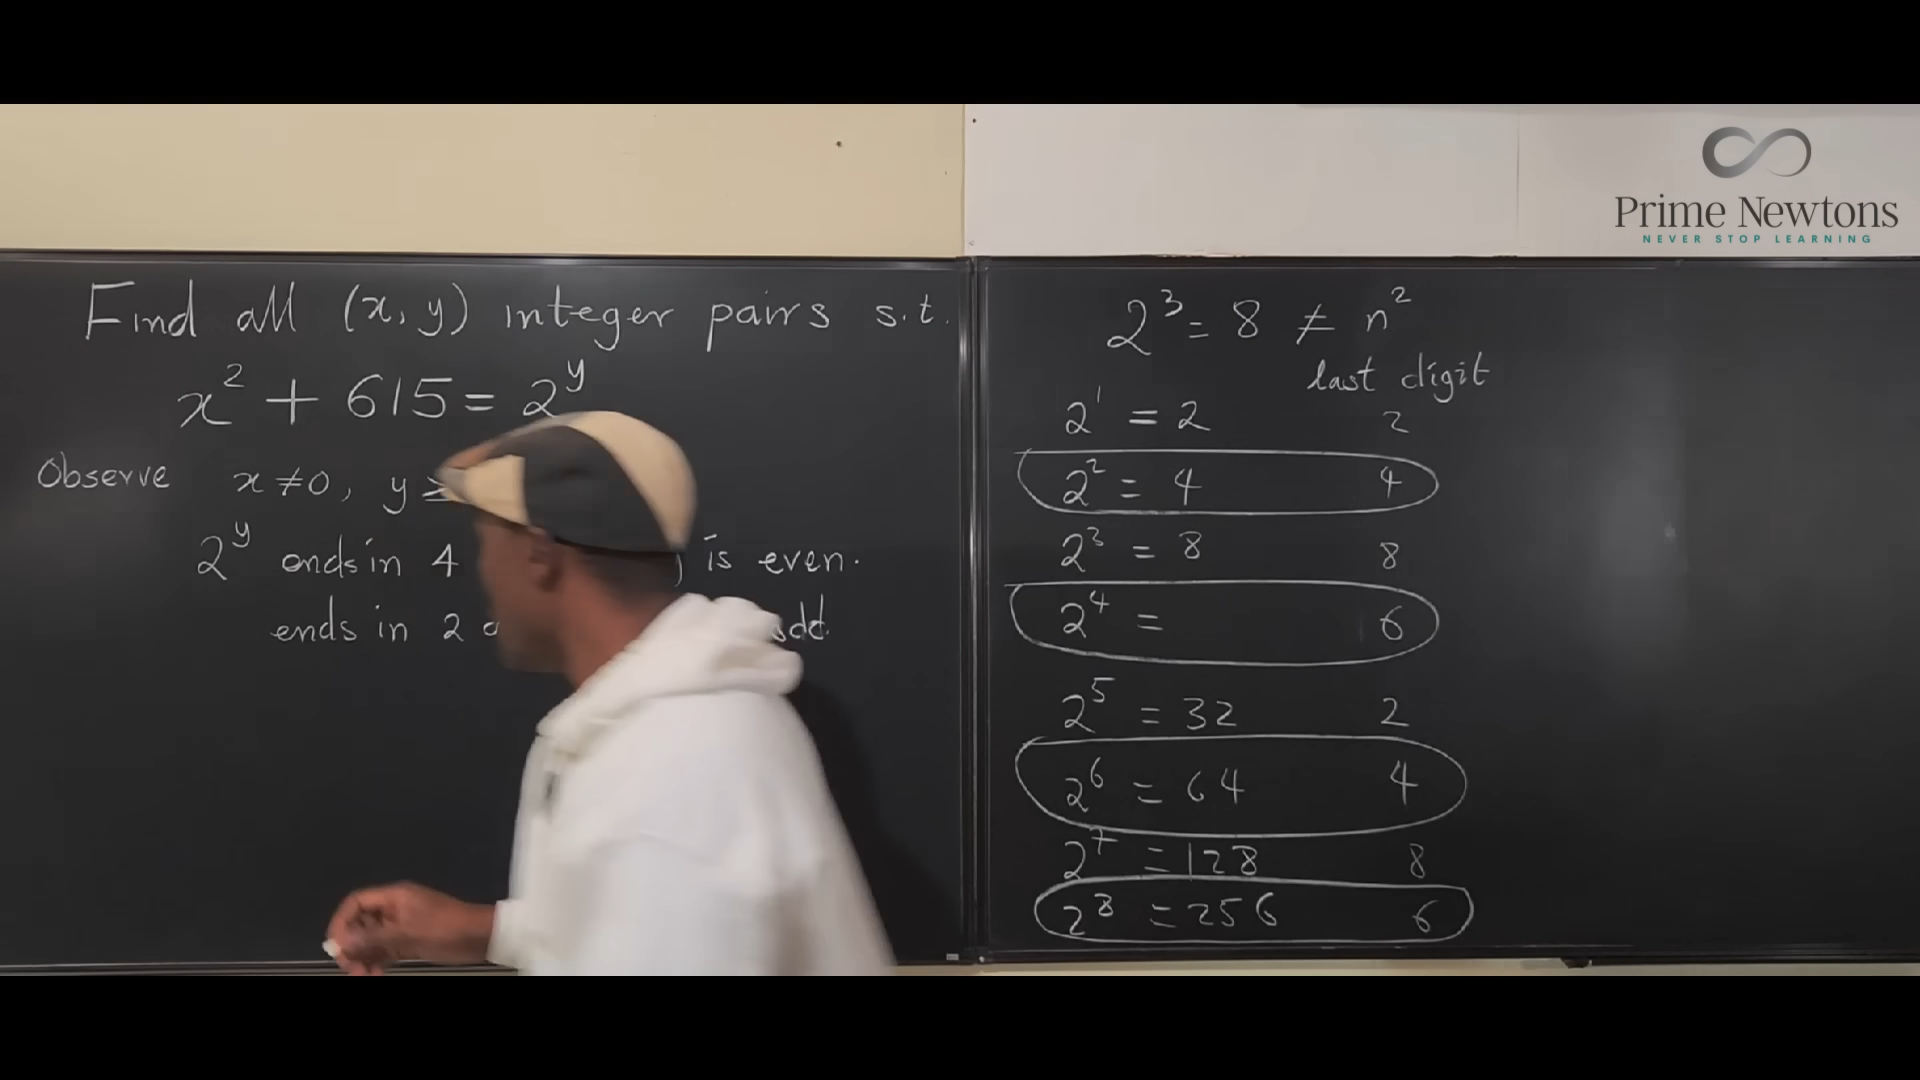 Prime Newtons
NEVER STOP LEARNING
Find all (x, y) integer pairs s.t.
x² + 615 = 2^y
Observe x ≠ 0, y ≥
2^y ends in 4 is even.
ends in 2
2³ = 8 ≠ n²
last digit
2¹ = 2 2
2² = 4 4
2³ = 8 8
2⁴ = 6
2⁵ = 32 2
2⁶ = 64 4
2⁷ = 128 8
2⁸ = 256 6